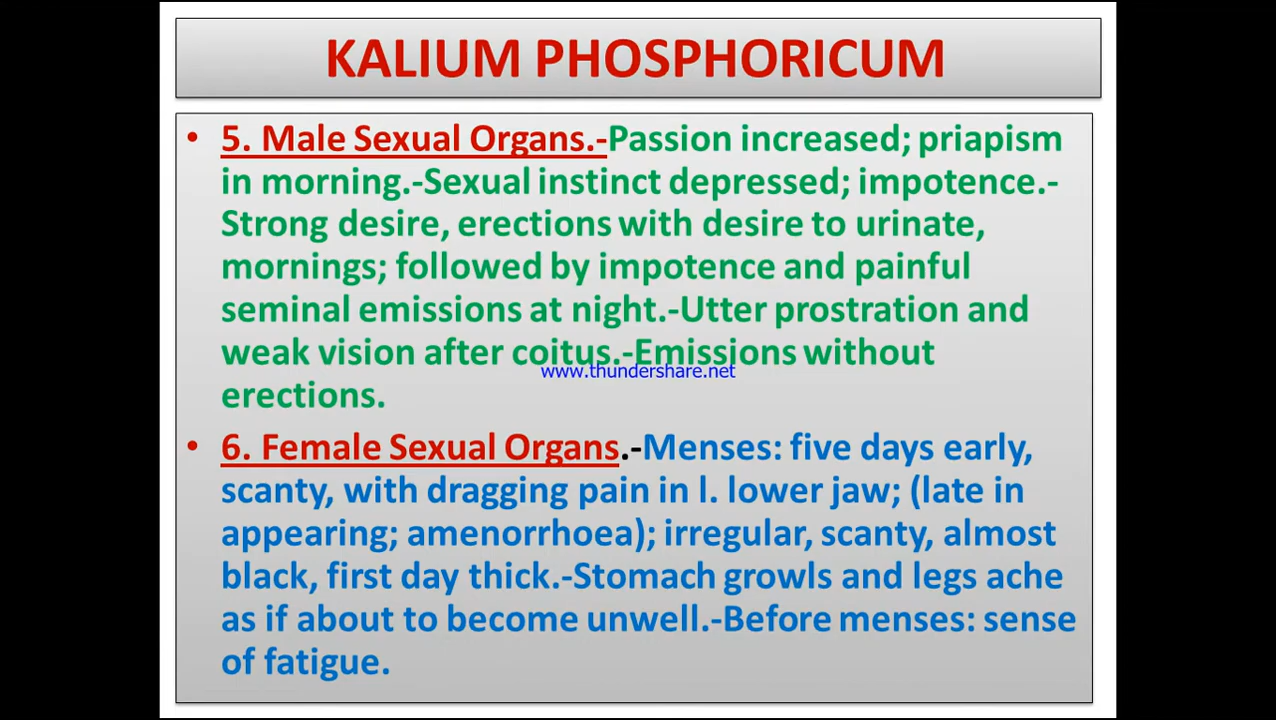 KALIUM PHOSPHORICUM
• 5. Male Sexual Organs.-Passion increased; priapism
in morning.-Sexual instinct depressed; impotence.-
Strong desire, erections with desire to urinate,
mornings; followed by impotence and painful
seminal emissions at night.-Utter prostration and
weak vision after coitus.-Emissions without
www.thundershare.net
erections.
• 6. Female Sexual Organs.-Menses: five days early,
scanty, with dragging pain in l. lower jaw; (late in
appearing; amenorrhoea); irregular, scanty, almost
black, first day thick.-Stomach growls and legs ache
as if about to become unwell.-Before menses: sense
of fatigue.